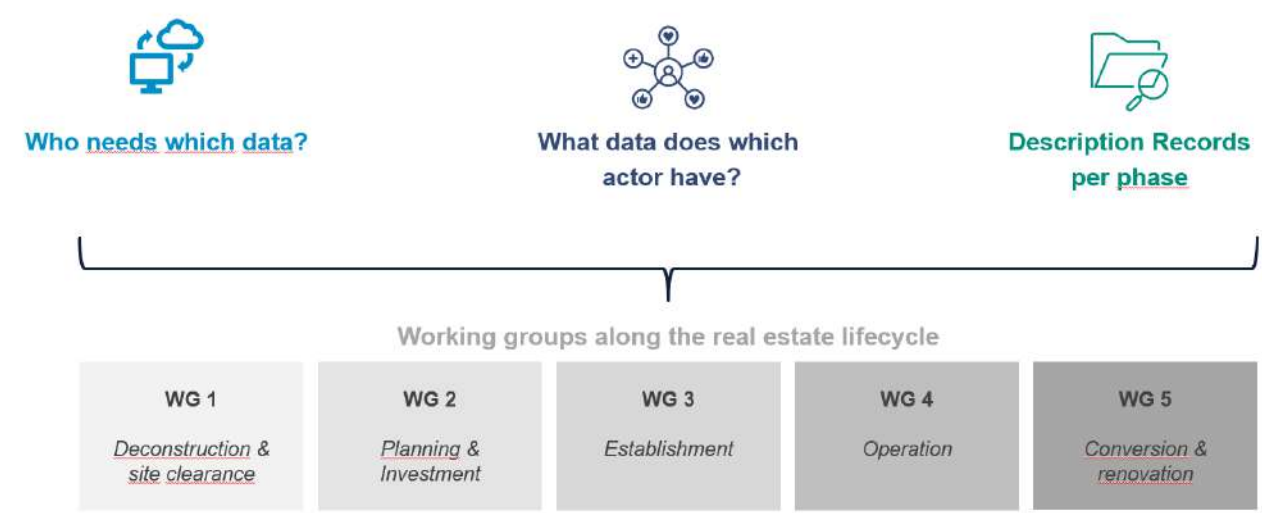 Who needs which data?
What data does which
actor have?
Description Records
per phase
Working groups along the real estate lifecycle
WG 1
Deconstruction &
site clearance
WG 2
Planning &
Investment
WG 3
Establishment
WG 4
Operation
WG 5
Conversion &
renovation